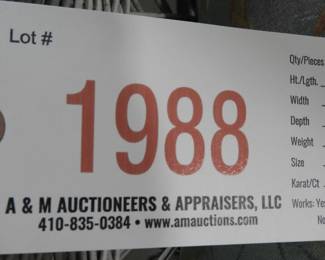 Lot #
1988
A & M AUCTIONEERS & APPRAISERS, LLC
410-835-0384 • www.amauctions.com
Qty/Pieces
Ht./Lgth.
Width
Depth
Weight
Size
Karat/Ct
Works: Yes
No